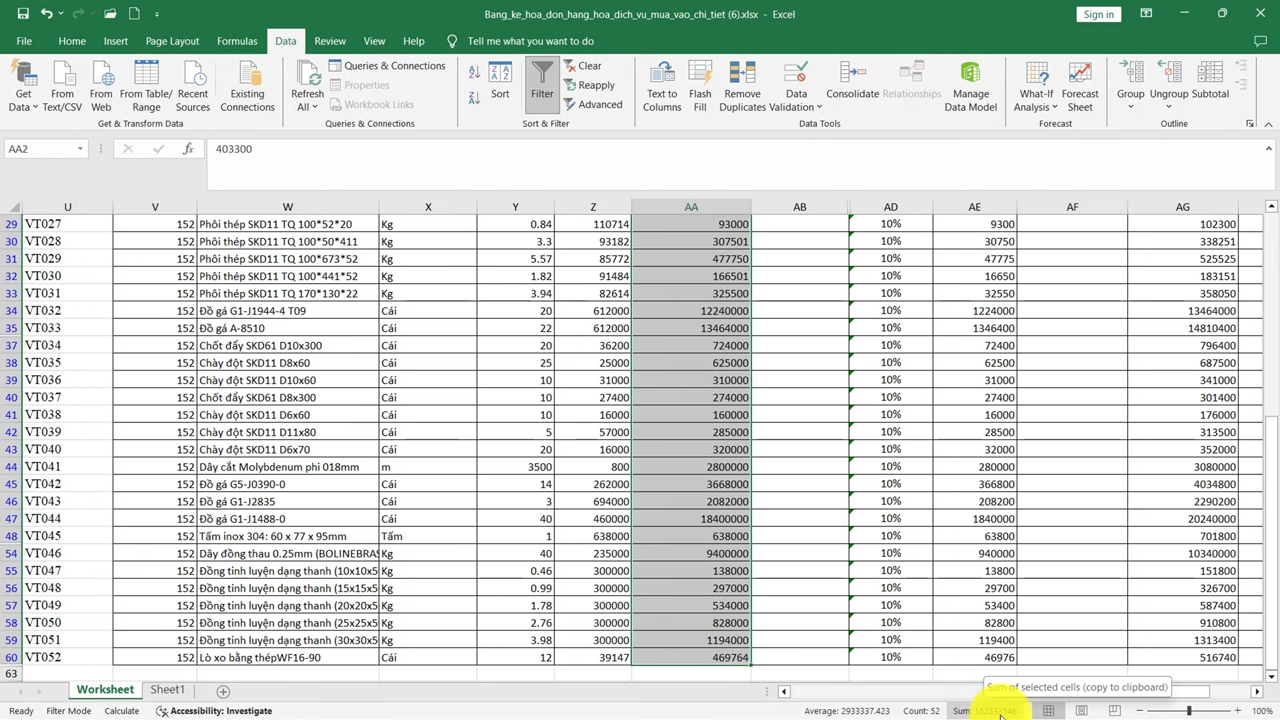 Bang_ke_hoa_don_hang_hoa_dich_vu_mua_vao_chi_tiet (6).xlsx - Excel
Sign in
File Home Insert Page Layout Formulas Data Review View Help Tell me what you want to do
Get Data From Text/CSV From Web From Table/ Range Recent Sources Existing Connections
Refresh All Queries & Connections Properties Workbook Links
Sort Filter Clear Reapply Advanced
Text to Columns Flash Fill Remove Duplicates Data Validation Consolidate Relationships Manage Data Model
What-If Analysis Forecast Sheet Group Ungroup Subtotal
Get & Transform Data Queries & Connections Sort & Filter Data Tools Forecast Outline
AA2 fx 403300
U V W X Y Z AA AB AD AE AF AG
29 VT027 152 Phôi thép SKD11 TQ 100*52*20 Kg 0.84 110714 93000 10% 9300 102300
30 VT028 152 Phôi thép SKD11 TQ 100*50*411 Kg 3.3 93182 307501 10% 30750 338251
31 VT029 152 Phôi thép SKD11 TQ 100*673*52 Kg 5.57 85772 477750 10% 47775 525525
32 VT030 152 Phôi thép SKD11 TQ 100*441*52 Kg 1.82 91484 166501 10% 16650 183151
33 VT031 152 Phôi thép SKD11 TQ 170*130*22 Kg 3.94 82614 325500 10% 32550 358050
34 VT032 152 Đồ gá G1-J1944-4 T09 Cái 20 612000 12240000 10% 1224000 13464000
35 VT033 152 Đồ gá A-8510 Cái 22 612000 13464000 10% 1346400 14810400
37 VT034 152 Chốt đẩy SKD61 D10x300 Cái 20 36200 724000 10% 72400 796400
38 VT035 152 Chày đột SKD11 D8x60 Cái 25 25000 625000 10% 62500 687500
39 VT036 152 Chày đột SKD11 D10x60 Cái 10 31000 310000 10% 31000 341000
40 VT037 152 Chốt đẩy SKD61 D8x300 Cái 10 27400 274000 10% 27400 301400
41 VT038 152 Chày đột SKD11 D6x60 Cái 10 16000 160000 10% 16000 176000
42 VT039 152 Chày đột SKD11 D11x80 Cái 5 57000 285000 10% 28500 313500
43 VT040 152 Chày đột SKD11 D6x70 Cái 20 16000 320000 10% 32000 352000
44 VT041 152 Dây cắt Molybdenum phi 018mm m 3500 800 2800000 10% 280000 3080000
45 VT042 152 Đồ gá G5-J0390-0 Cái 14 262000 3668000 10% 366800 4034800
46 VT043 152 Đồ gá G1-J2835 Cái 3 694000 2082000 10% 208200 2290200
47 VT044 152 Đồ gá G1-J1488-0 Cái 40 460000 18400000 10% 1840000 20240000
48 VT045 152 Tấm inox 304: 60 x 77 x 95mm Tấm 1 638000 638000 10% 63800 701800
54 VT046 152 Dây đồng thau 0.25mm (BOLINEBRAS Kg 40 235000 9400000 10% 940000 10340000
55 VT047 152 Đồng tinh luyện dạng thanh (10x10x5 Kg 0.46 300000 138000 10% 13800 151800
56 VT048 152 Đồng tinh luyện dạng thanh (15x15x5 Kg 0.99 300000 297000 10% 29700 326700
57 VT049 152 Đồng tinh luyện dạng thanh (20x20x5 Kg 1.78 300000 534000 10% 53400 587400
58 VT050 152 Đồng tinh luyện dạng thanh (25x25x5 Kg 2.76 300000 828000 10% 82800 910800
59 VT051 152 Đồng tinh luyện dạng thanh (30x30x5 Kg 3.98 300000 1194000 10% 119400 1313400
60 VT052 152 Lò xo bằng thépWF16-90 Cái 12 39147 469764 10% 46976 516740
63
Sum of selected cells (copy to clipboard)
Worksheet Sheet1
Ready Filter Mode Calculate Accessibility: Investigate Average: 2933337.423 Count: 52 Sum: 152533546 100%